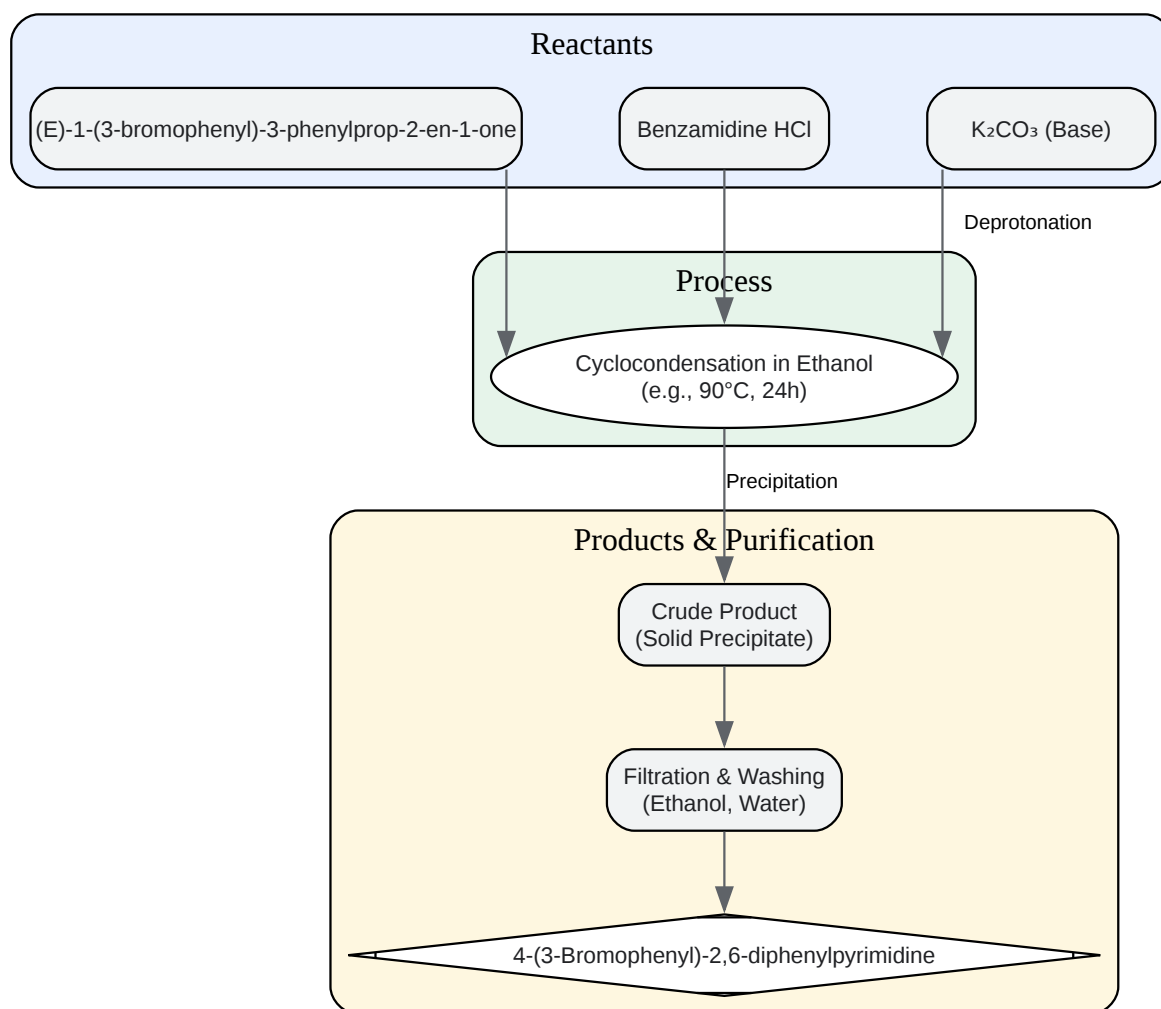 Reactants
(E)-1-(3-bromophenyl)-3-phenylprop-2-en-1-one
Benzamidine HCl
K₂CO₃ (Base)
Deprotonation
Process
Cyclocondensation in Ethanol
(e.g., 90°C, 24h)
Precipitation
Products & Purification
Crude Product
(Solid Precipitate)
Filtration & Washing
(Ethanol, Water)
4-(3-Bromophenyl)-2,6-diphenylpyrimidine